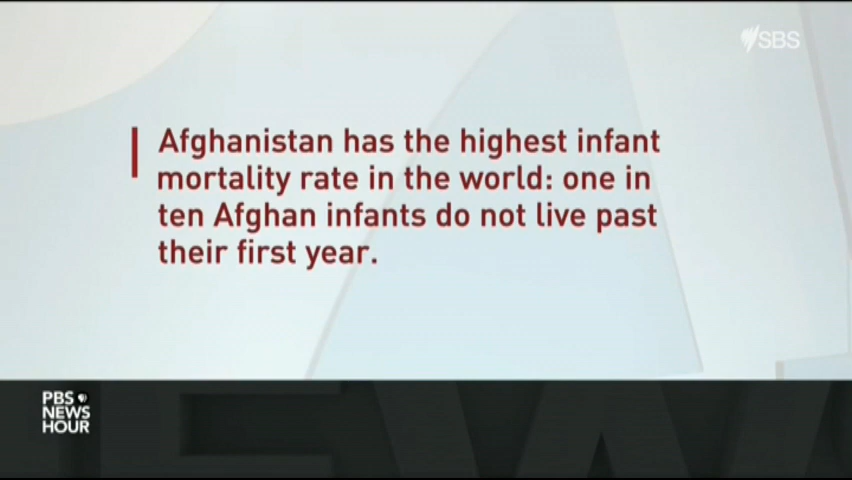 SBS
Afghanistan has the highest infant
mortality rate in the world: one in
ten Afghan infants do not live past
their first year.
PBS
NEWS
HOUR